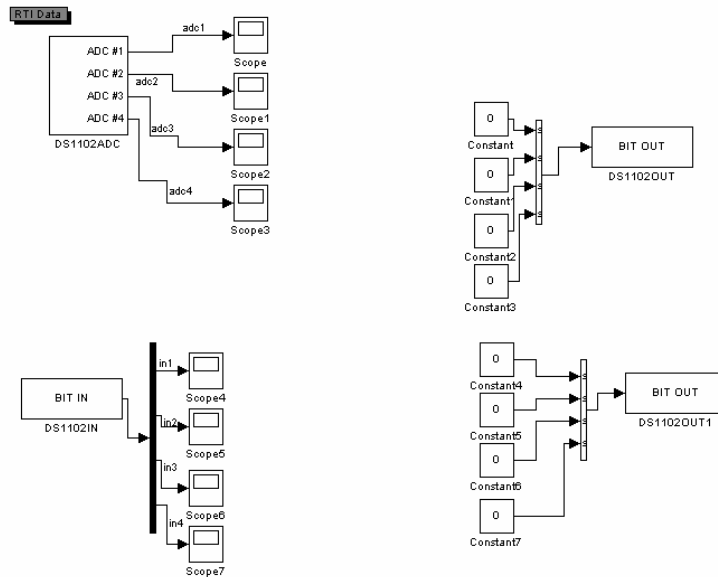 RTI Data
ADC #1
ADC #2
ADC #3
ADC #4
DS1102ADC
adc1
adc2
adc3
adc4
Scope
Scope1
Scope2
Scope3
0
Constant
0
Constant1
0
Constant2
0
Constant3
BIT OUT
DS1102OUT
BIT IN
DS1102IN
in1
in2
in3
in4
Scope4
Scope5
Scope6
Scope7
0
Constant4
0
Constant5
0
Constant6
0
Constant7
BIT OUT
DS1102OUT1